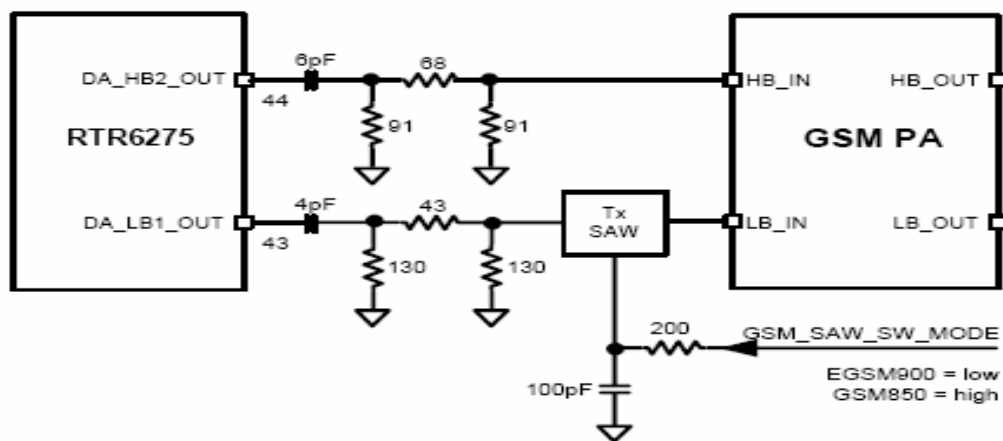 6pF
68
DA_HB2_OUT
HB_IN
HB_OUT
44
91
91
RTR6275
GSM PA
4pF
43
Tx
SAW
DA_LB1_OUT
LB_IN
LB_OUT
43
130
130
200
GSM_SAW_SW_MODE
EGSM900 = low
GSM850 = high
100pF